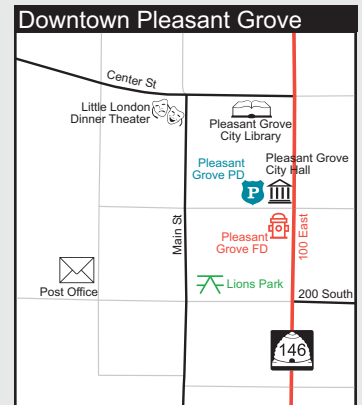 Downtown Pleasant Grove
Center St
Little London
Dinner Theater
Pleasant Grove
City Library
Pleasant
Grove PD
Pleasant Grove
City Hall
P
Main St
100 East
Pleasant
Grove FD
Post Office
Lions Park
200 South
146